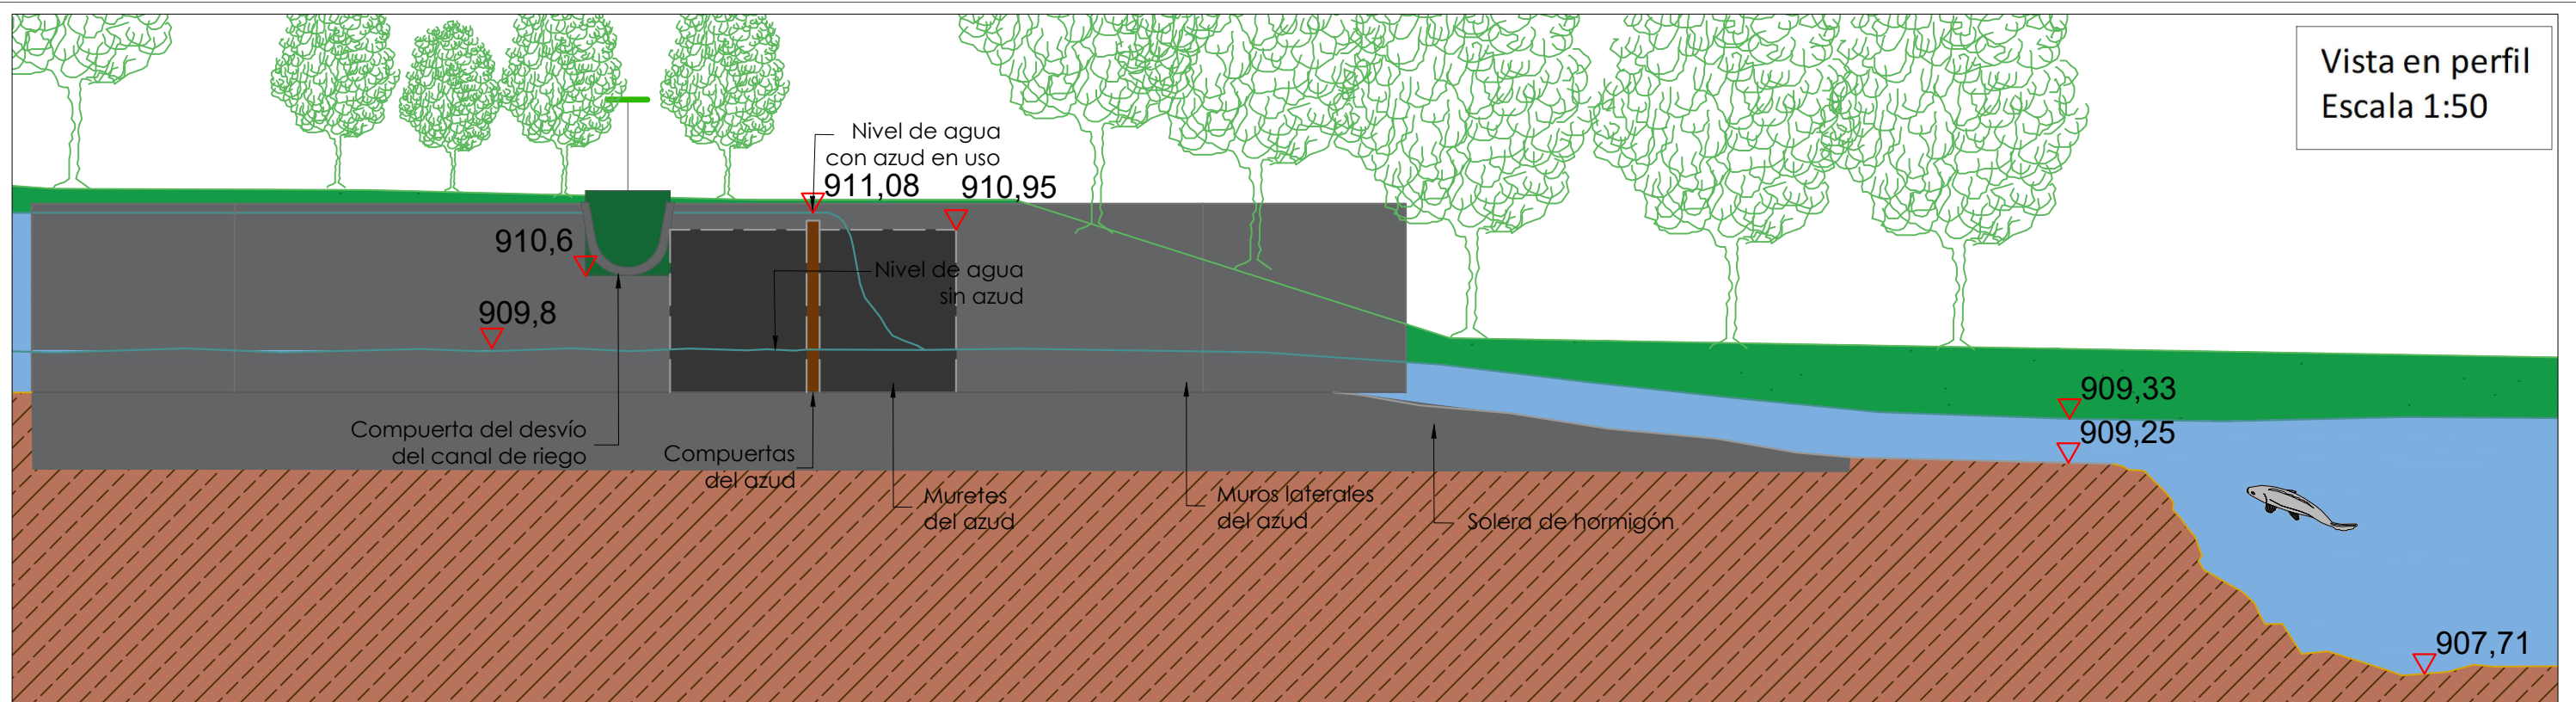 Vista en perfil
Escala 1:50
Nivel de agua
con azud en uso
911,08
910,95
910,6
Nivel de agua
sin azud
909,8
909,33
909,25
Compuerta del desvío
del canal de riego
Compuertas
del azud
Muretes
del azud
Muros laterales
del azud
Solera de hormigón
907,71